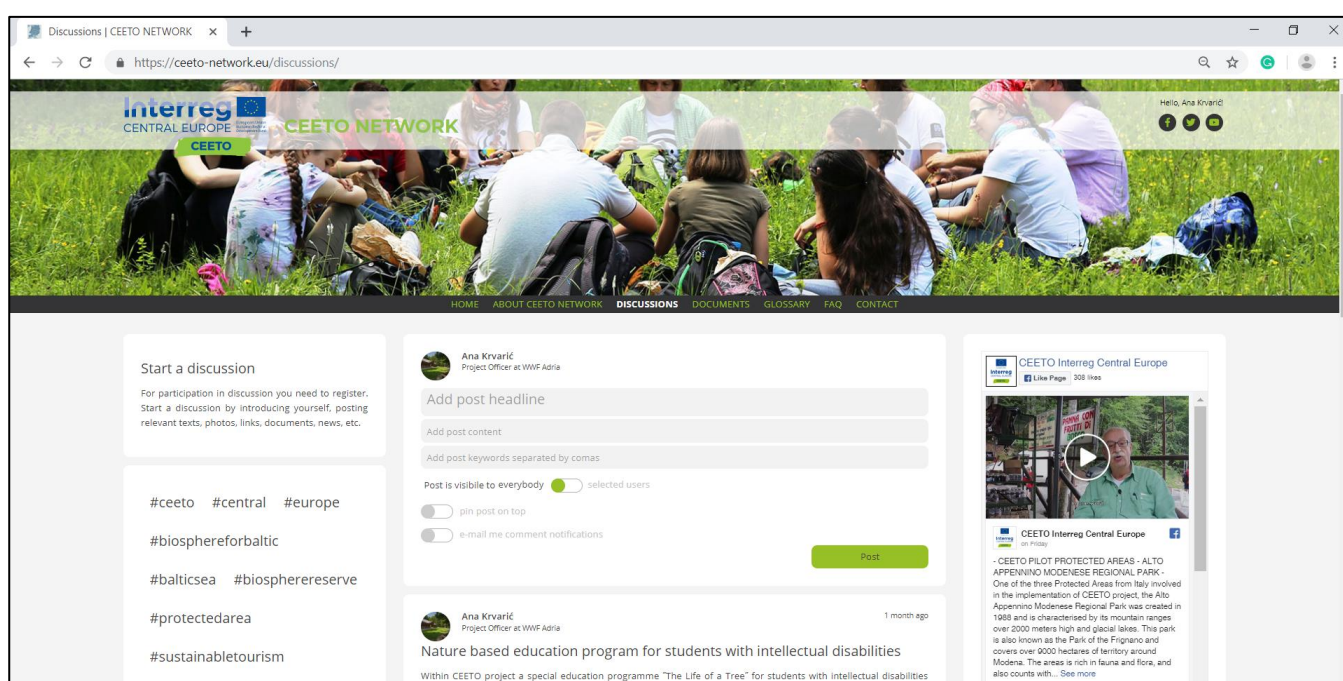 Discussions | CEETO NETWORK
https://ceeto-network.eu/discussions/
Interreg
CENTRAL EUROPE
CEETO
CEETO NETWORK
Hello, Ana Krvarić!
HOME ABOUT CEETO NETWORK DISCUSSIONS DOCUMENTS GLOSSARY FAQ CONTACT
Start a discussion
For participation in discussion you need to register.
Start a discussion by introducing yourself, posting
relevant texts, photos, links, documents, news, etc.
#ceeto #central #europe
#biosphereforbaltic
#balticsea #biospherereserve
#protectedarea
#sustainabletourism
Ana Krvarić
Project Officer at WWF Adria
Add post headline
Add post content
Add post keywords separated by comas
Post is visibile to everybody selected users
pin post on top
e-mail me comment notifications
Post
Ana Krvarić
1 month ago
Project Officer at WWF Adria
Nature based education program for students with intellectual disabilities
Within CEETO project a special education programme "The Life of a Tree" for students with intellectual disabilities
CEETO Interreg Central Europe
Like Page 308 likes
CEETO Interreg Central Europe
on Friday
- CEETO PILOT PROTECTED AREAS - ALTO
APPENNINO MODENESE REGIONAL PARK -
One of the three Protected Areas from Italy involved
in the implementation of CEETO project, the Alto
Appennino Modenese Regional Park was created in
1988 and is characterised by its mountain ranges
over 2000 meters high and glacial lakes. This park
is also known as the Park of the Frignano and
covers over 9000 hectares of territory around
Modena. The areas is rich in fauna and flora, and
also counts with... See more